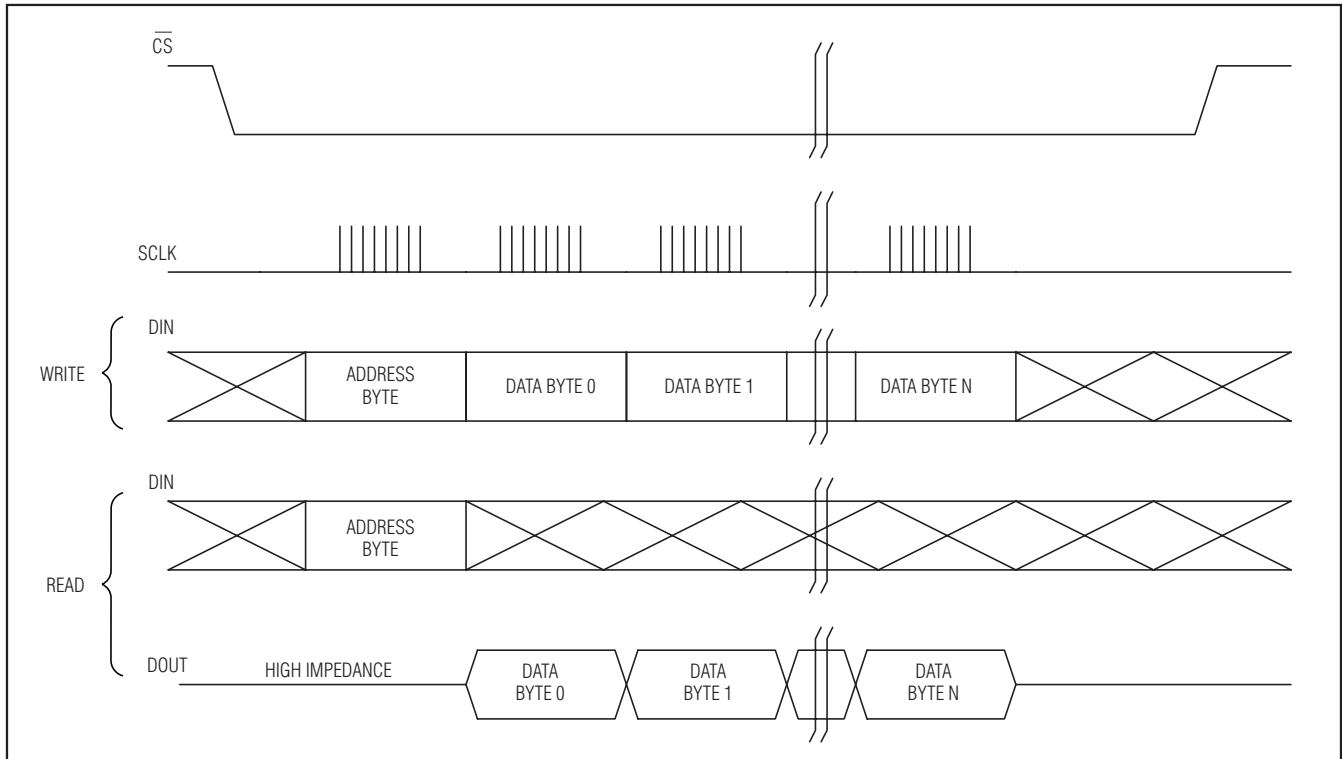 C̅S̅
SCLK
DIN
WRITE
ADDRESS
BYTE
DATA BYTE 0
DATA BYTE 1
DATA BYTE N
DIN
READ
ADDRESS
BYTE
DOUT
HIGH IMPEDANCE
DATA
BYTE 0
DATA
BYTE 1
DATA
BYTE N